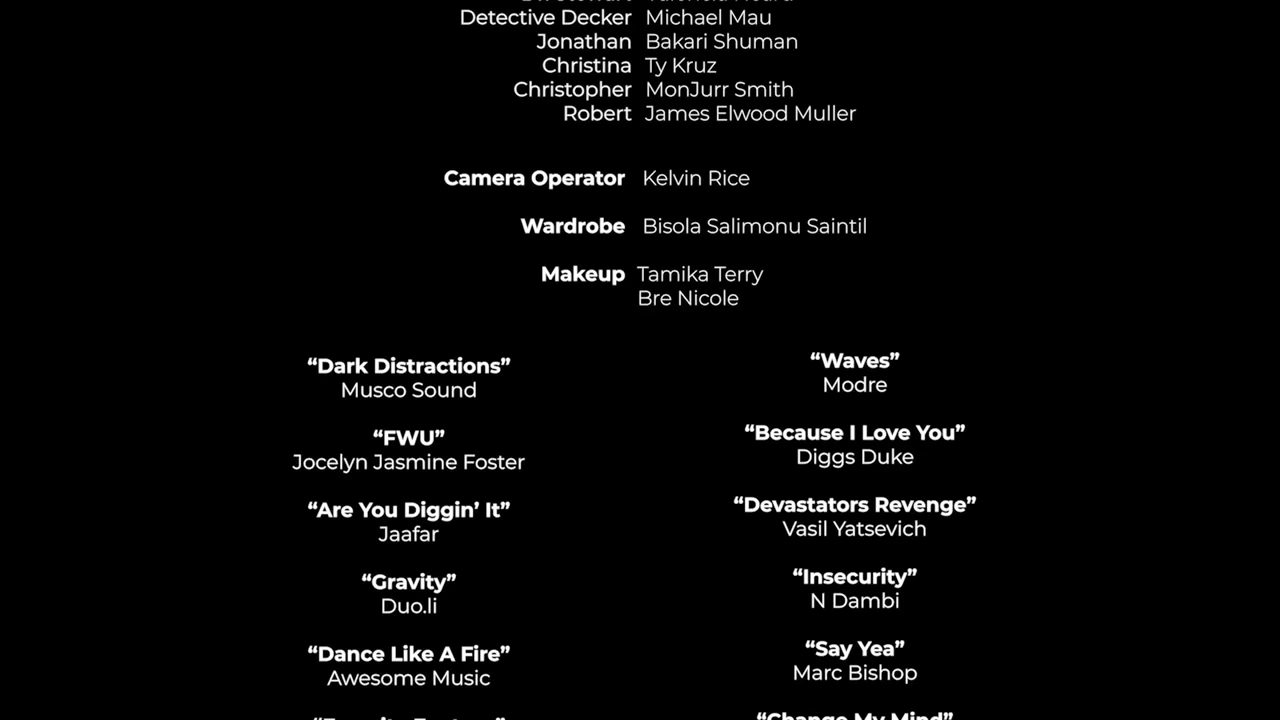 Detective Decker Michael Mau
Jonathan Bakari Shuman
Christina Ty Kruz
Christopher MonJurr Smith
Robert James Elwood Muller
Camera Operator Kelvin Rice
Wardrobe Bisola Salimonu Saintil
Makeup Tamika Terry
Bre Nicole
“Dark Distractions”
Musco Sound
“FWU”
Jocelyn Jasmine Foster
“Are You Diggin’ It”
Jaafar
“Gravity”
Duo.li
“Dance Like A Fire”
Awesome Music
“Waves”
Modre
“Because I Love You”
Diggs Duke
“Devastators Revenge”
Vasil Yatsevich
“Insecurity”
N Dambi
“Say Yea”
Marc Bishop
“Change My Mind”